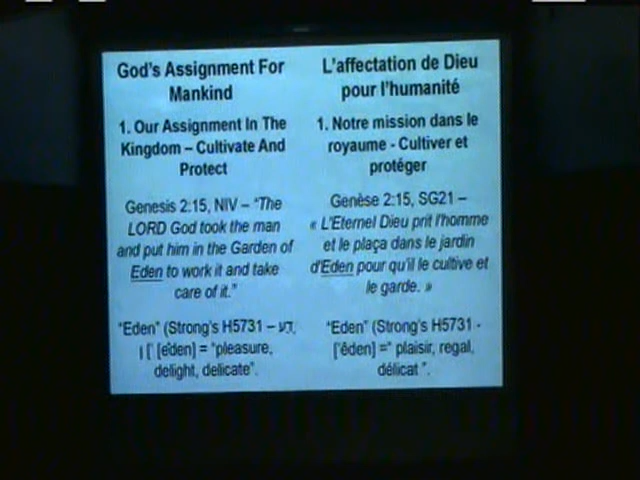 God's Assignment For
Mankind
1. Our Assignment In The
Kingdom – Cultivate And
Protect
Genesis 2:15, NIV – "The
LORD God took the man
and put him in the Garden of
Eden to work it and take
care of it."
"Eden" (Strong's H5731 –
[eden] = "pleasure,
delight, delicate".
L'affectation de Dieu
pour l'humanité
1. Notre mission dans le
royaume - Cultiver et
protéger
Genèse 2:15, SG21 –
« L'Eternel Dieu prit l'homme
et le plaça dans le jardin
d'Eden pour qu'il le cultive et
le garde. »
"Eden" (Strong's H5731 -
['êden] =" plaisir, regal,
délicat ".